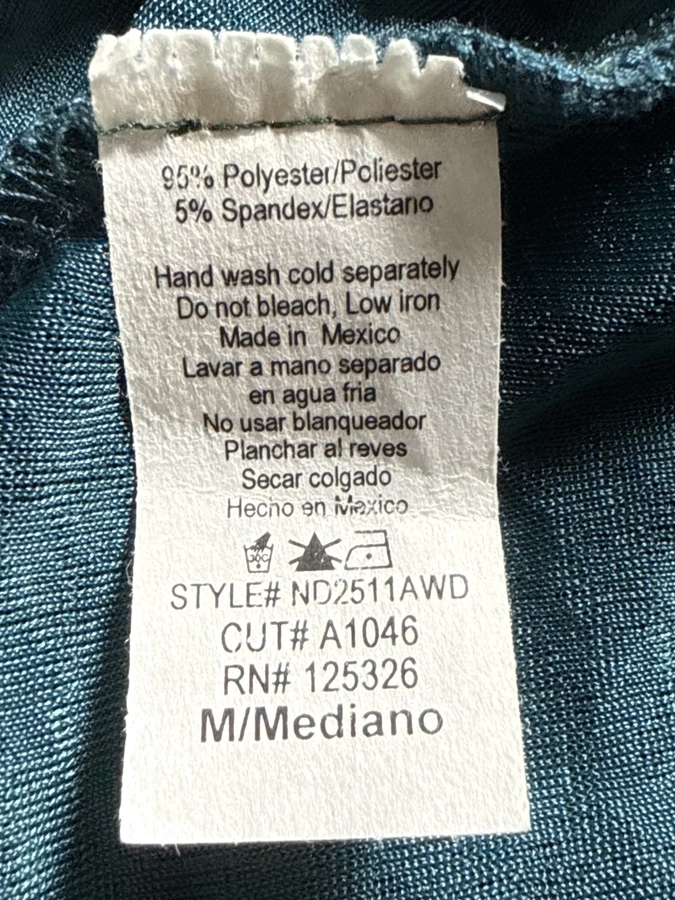 95% Polyester/Poliester
5% Spandex/Elastano
Hand wash cold separately
Do not bleach, Low iron
Made in Mexico
Lavar a mano separado
en agua fria
No usar blanqueador
Planchar al reves
Secar colgado
Hecho en Mexico
30C
STYLE# ND2511AWD
CUT# A1046
RN# 125326
M/Mediano